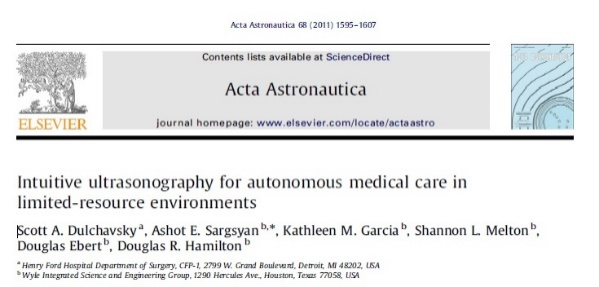 Acta Astronautica 68 (2011) 1595–1607
Contents lists available at ScienceDirect
Acta Astronautica
journal homepage: www.elsevier.com/locate/actaastro
ELSEVIER
Intuitive ultrasonography for autonomous medical care in
limited-resource environments
Scott A. Dulchavsky a, Ashot E. Sargsyan b,*, Kathleen M. Garcia b, Shannon L. Melton b,
Douglas Ebert b, Douglas R. Hamilton b
a Henry Ford Hospital Department of Surgery, CFP-1, 2799 W. Grand Boulevard, Detroit, MI 48202, USA
b Wyle Integrated Science and Engineering Group, 1290 Hercules Ave., Houston, Texas 77058, USA